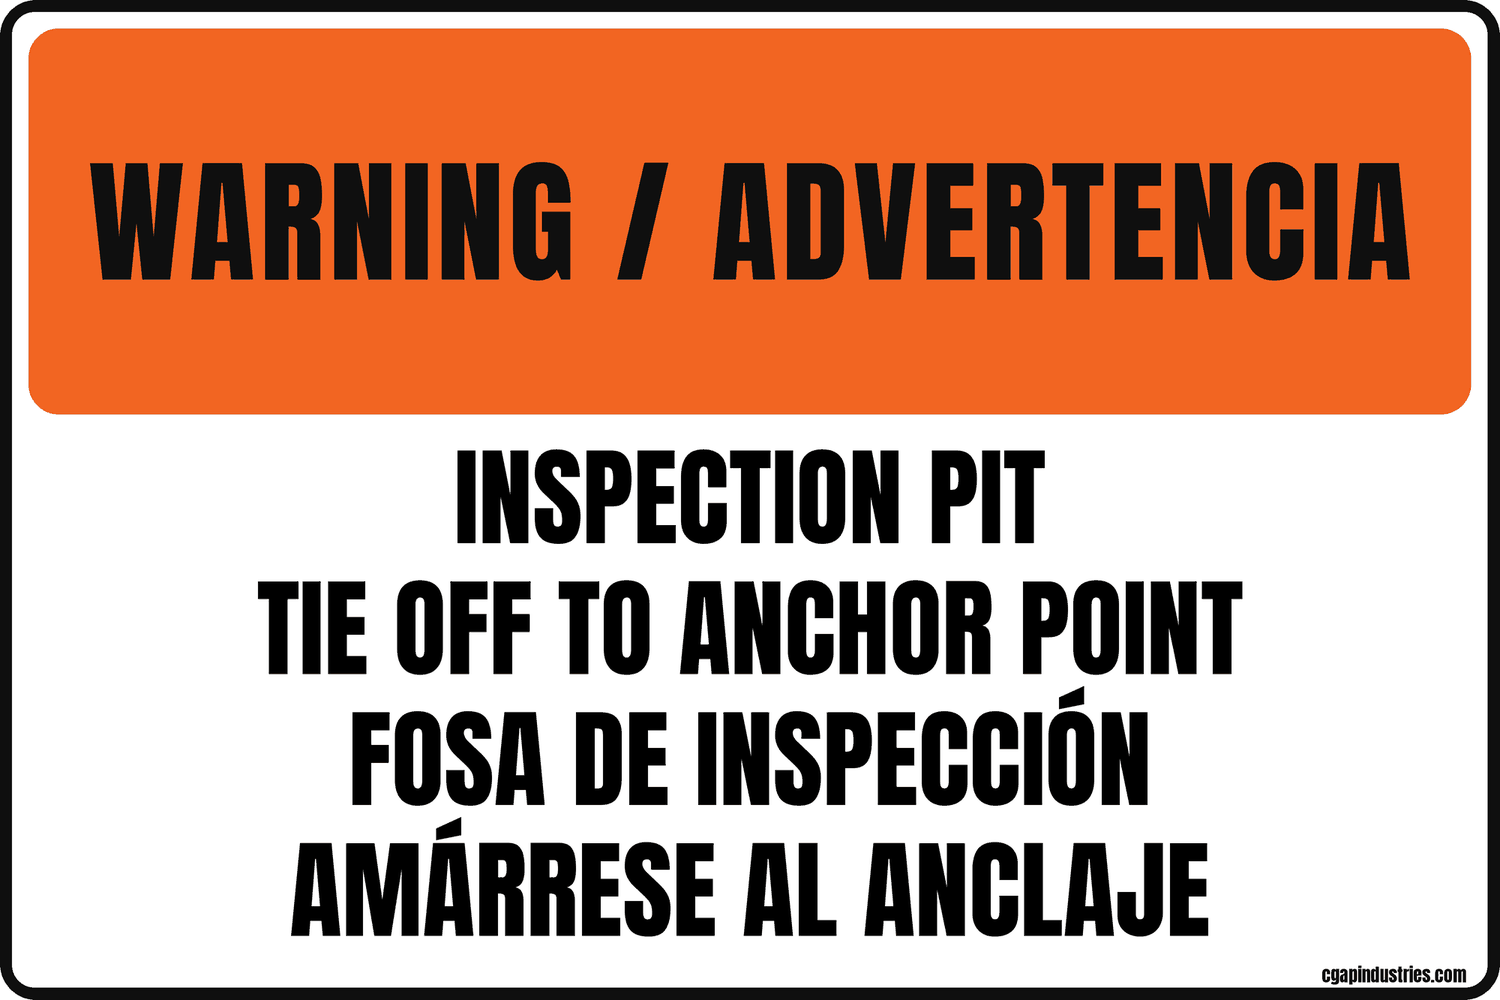 WARNING / ADVERTENCIA
INSPECTION PIT
TIE OFF TO ANCHOR POINT
FOSA DE INSPECCIÓN
AMÁRRESE AL ANCLAJE
cgapindustries.com